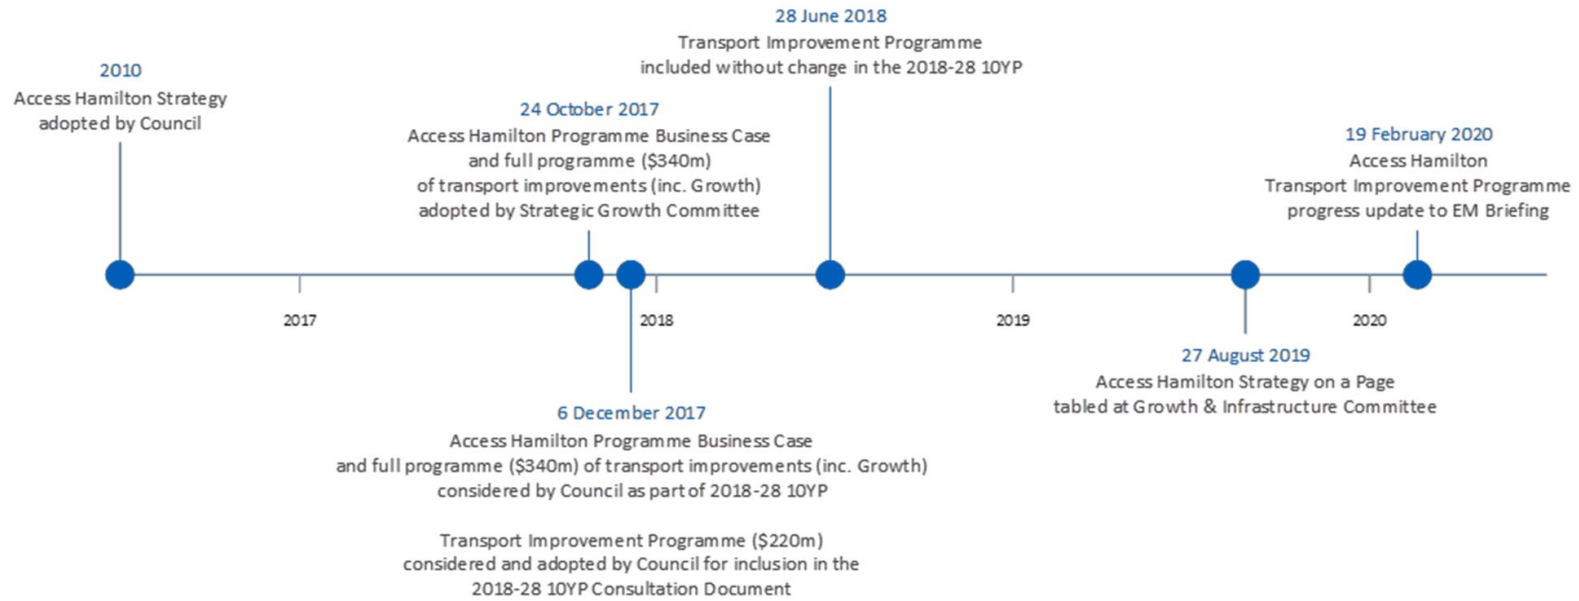 28 June 2018
Transport Improvement Programme
included without change in the 2018-28 10YP
2010
Access Hamilton Strategy
adopted by Council
24 October 2017
Access Hamilton Programme Business Case
and full programme ($340m)
of transport improvements (inc. Growth)
adopted by Strategic Growth Committee
19 February 2020
Access Hamilton
Transport Improvement Programme
progress update to EM Briefing
2017
2018
2019
2020
27 August 2019
Access Hamilton Strategy on a Page
tabled at Growth & Infrastructure Committee
6 December 2017
Access Hamilton Programme Business Case
and full programme ($340m) of transport improvements (inc. Growth)
considered by Council as part of 2018-28 10YP
Transport Improvement Programme ($220m)
considered and adopted by Council for inclusion in the
2018-28 10YP Consultation Document